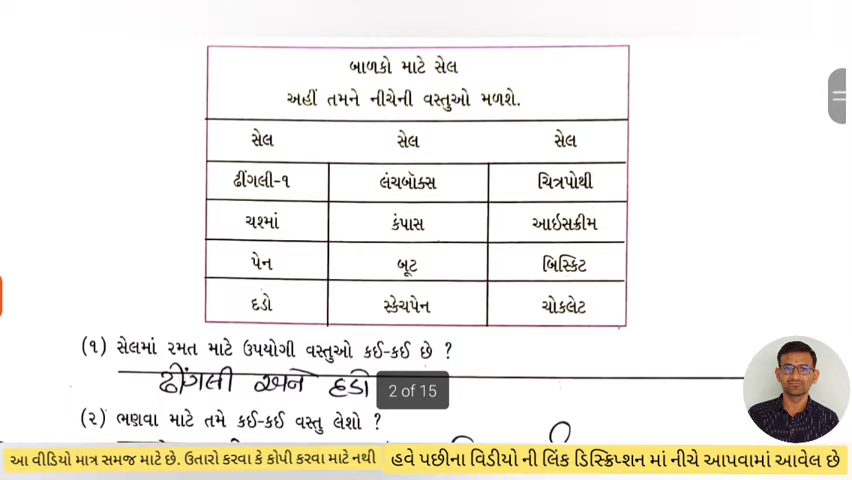 બાળકો માટે સેલ
અહીં તમને નીચેની વસ્તુઓ મળશે.
સેલ સેલ સેલ
ઢીંગલી-૧ લંચબૉક્સ ચિત્રપોથી
ચશ્માં કંપાસ આઇસક્રીમ
પેન બૂટ બિસ્કિટ
દડો સ્કેચપેન ચોકલેટ
(૧) સેલમાં રમત માટે ઉપયોગી વસ્તુઓ કઈ-કઈ છે ?
ઢીંગલી અને દડો
2 of 15
(૨) ભણવા માટે તમે કઈ-કઈ વસ્તુ લેશો ?
આ વીડિયો માત્ર સમજ માટે છે. ઉતારો કરવા કે કોપી કરવા માટે નથી
હવે પછીના વિડીયો ની લિંક ડિસ્ક્રિપ્શન માં નીચે આપવામાં આવેલ છે